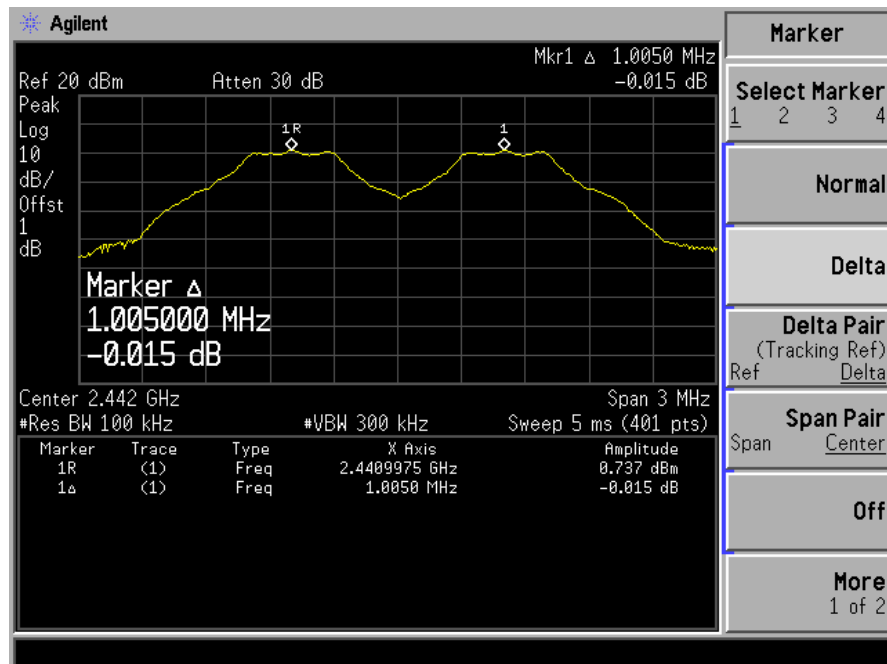 Agilent
Mkr1 Δ 1.0050 MHz
Ref 20 dBm Atten 30 dB -0.015 dB
Peak
Log
10
dB/
Offst
1
dB
1R
1
Marker Δ
1.005000 MHz
-0.015 dB
Center 2.442 GHz Span 3 MHz
#Res BW 100 kHz #VBW 300 kHz Sweep 5 ms (401 pts)
Marker Trace Type X Axis Amplitude
1R (1) Freq 2.4409975 GHz 0.737 dBm
1Δ (1) Freq 1.0050 MHz -0.015 dB
Marker
Select Marker
1 2 3 4
Normal
Delta
Delta Pair
(Tracking Ref)
Ref Delta
Span Pair
Span Center
Off
More
1 of 2